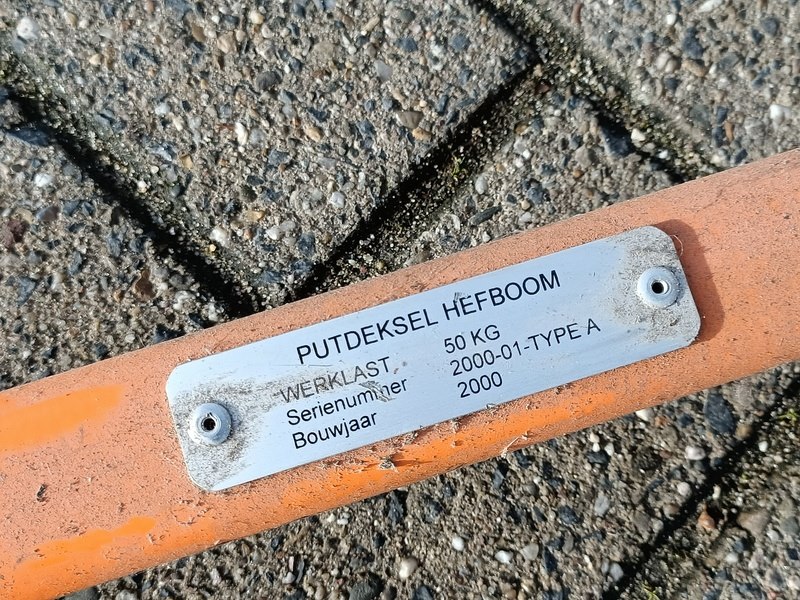 PUTDEKSEL HEFBOOM
WERKLAST 50 KG
Serienummer 2000-01-TYPE A
Bouwjaar 2000